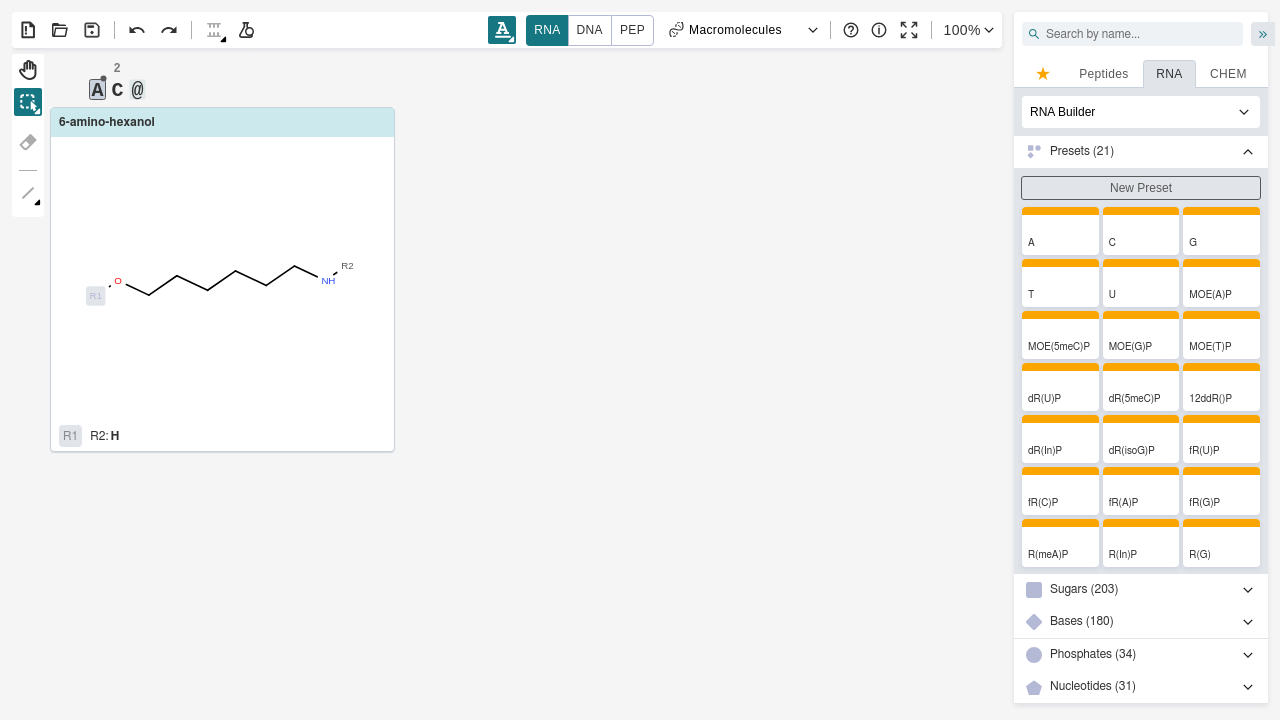 A RNA DNA PEP Macromolecules 100%
2
A C @
6-amino-hexanol
R1 O NH R2
R1 R2: H
Search by name...
Peptides RNA CHEM
RNA Builder
Presets (21)
New Preset
A C G
T U MOE(A)P
MOE(5meC)P MOE(G)P MOE(T)P
dR(U)P dR(5meC)P 12ddR()P
dR(In)P dR(isoG)P fR(U)P
fR(C)P fR(A)P fR(G)P
R(meA)P R(In)P R(G)
Sugars (203)
Bases (180)
Phosphates (34)
Nucleotides (31)